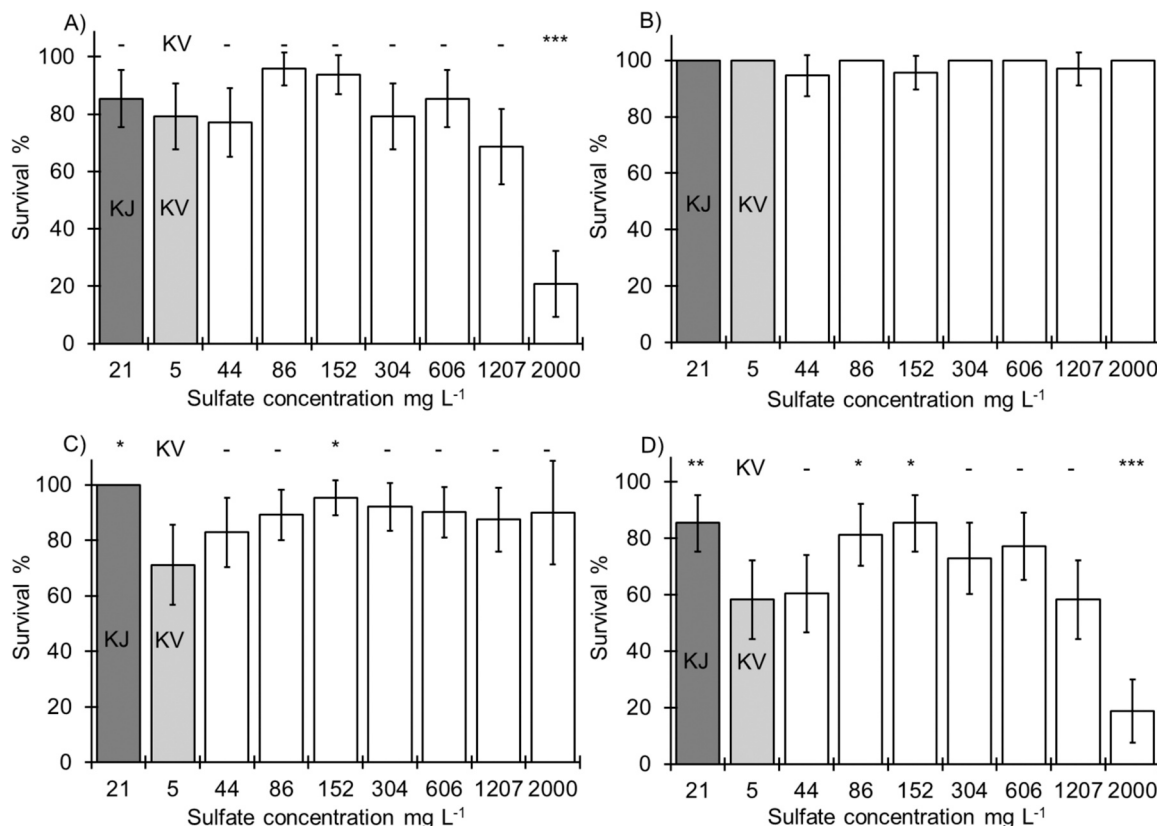 A)
- KV - - - - - - ***
100
80
60
40
20
0
Survival %
KJ KV
21 5 44 86 152 304 606 1207 2000
Sulfate concentration mg L⁻¹
B)
100
80
60
40
20
0
Survival %
KJ KV
21 5 44 86 152 304 606 1207 2000
Sulfate concentration mg L⁻¹
C)
* KV - - * - - - -
100
80
60
40
20
0
Survival %
KJ KV
21 5 44 86 152 304 606 1207 2000
Sulfate concentration mg L⁻¹
D)
** KV - * * - - - ***
100
80
60
40
20
0
Survival %
KJ KV
21 5 44 86 152 304 606 1207 2000
Sulfate concentration mg L⁻¹